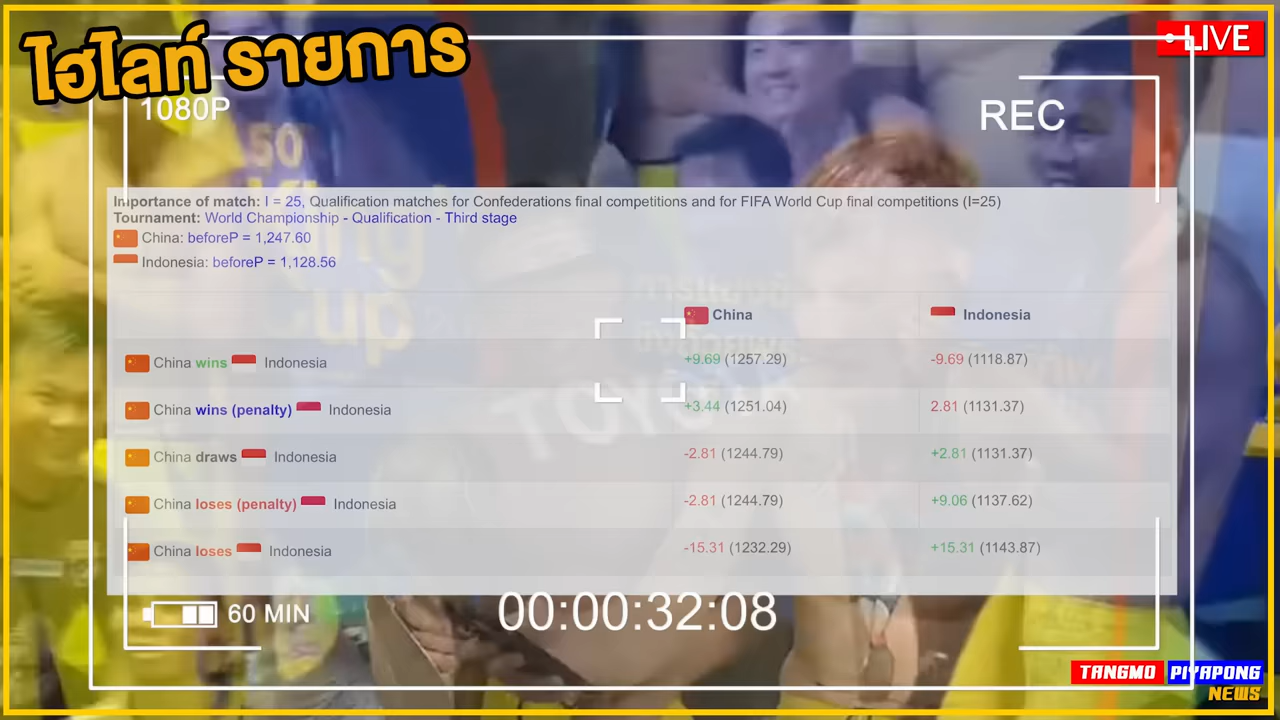 ไฮไลท์ รายการ
LIVE
1080P
REC
50
Importance of match: I = 25, Qualification matches for Confederations final competitions and for FIFA World Cup final competitions (I=25)
Tournament: World Championship - Qualification - Third stage
China: beforeP = 1,247.60
Indonesia: beforeP = 1,128.56
up
China Indonesia
China wins Indonesia +9.69 (1257.29) -9.69 (1118.87)
China wins (penalty) Indonesia +3.44 (1251.04) 2.81 (1131.37)
TOYO
China draws Indonesia -2.81 (1244.79) +2.81 (1131.37)
China loses (penalty) Indonesia -2.81 (1244.79) +9.06 (1137.62)
China loses Indonesia -15.31 (1232.29) +15.31 (1143.87)
60 MIN
00:00:32:08
TANGMO PIYAPONG
NEWS